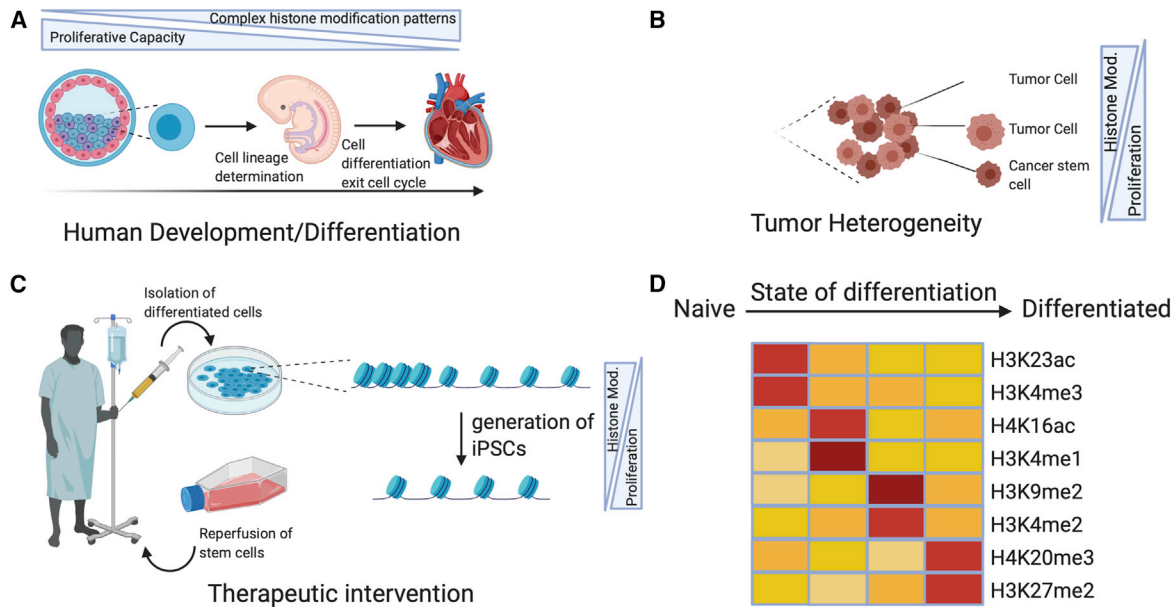 A
Complex histone modification patterns
Proliferative Capacity
Cell lineage
determination
Cell
differentiation
exit cell cycle
Human Development/Differentiation
B
Tumor Cell
Tumor Cell
Cancer stem
cell
Histone Mod.
Proliferation
Tumor Heterogeneity
C
Isolation of
differentiated cells
generation of
iPSCs
Histone Mod.
Proliferation
Reperfusion of
stem cells
Therapeutic intervention
D
State of differentiation
Naive
Differentiated
H3K23ac
H3K4me3
H4K16ac
H3K4me1
H3K9me2
H3K4me2
H4K20me3
H3K27me2